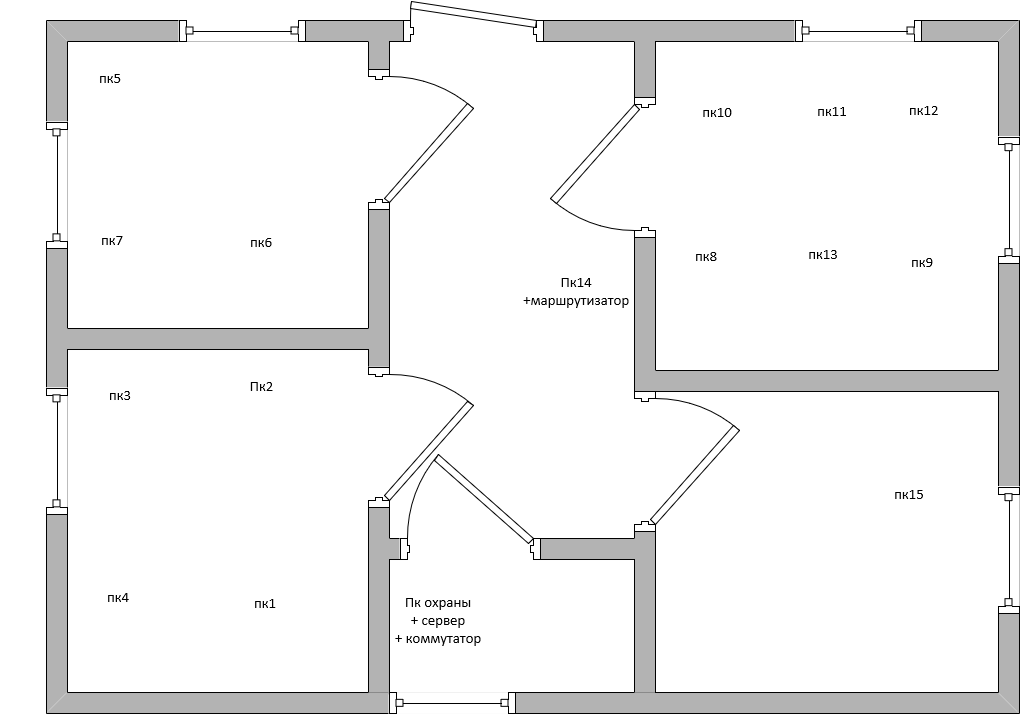 пк5
пк7
пк6
Пк14
+маршрутизатор
пк10
пк11
пк12
пк8
пк13
пк9
пк3
Пк2
пк4
пк1
Пк охраны
+ сервер
+ коммутатор
пк15